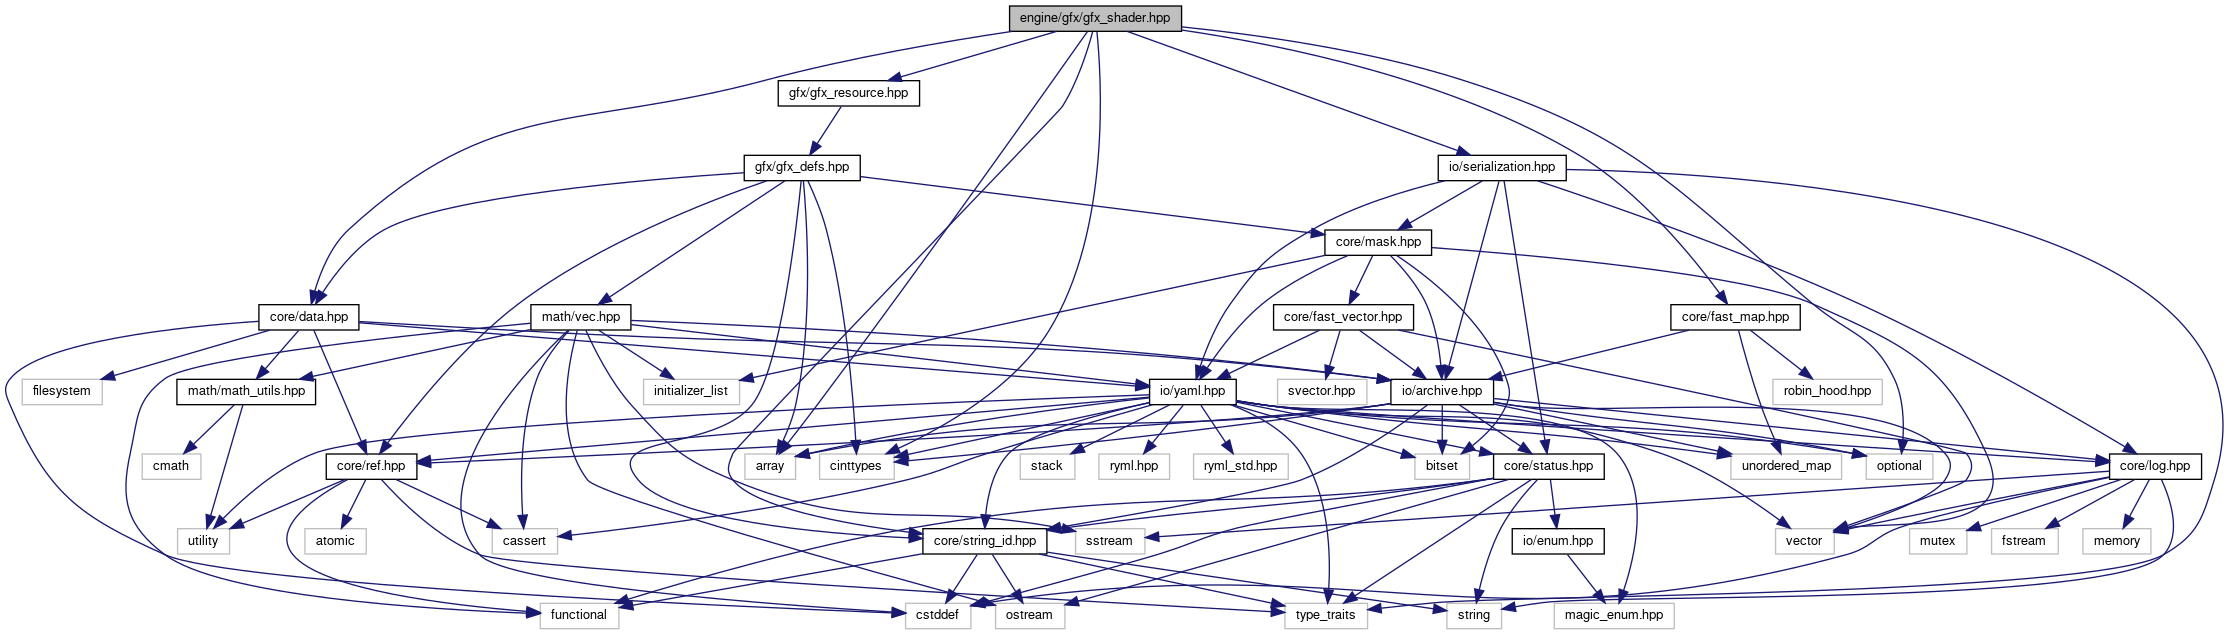 engine/gfx/gfx_shader.hpp
gfx/gfx_resource.hpp
gfx/gfx_defs.hpp
io/serialization.hpp
core/mask.hpp
core/data.hpp
math/vec.hpp
core/fast_vector.hpp
core/fast_map.hpp
filesystem
math/math_utils.hpp
initializer_list
io/yaml.hpp
svector.hpp
io/archive.hpp
robin_hood.hpp
cmath
core/ref.hpp
array
cinttypes
stack
ryml.hpp
ryml_std.hpp
bitset
core/status.hpp
unordered_map
optional
core/log.hpp
utility
atomic
cassert
core/string_id.hpp
sstream
io/enum.hpp
vector
mutex
fstream
memory
functional
cstddef
ostream
type_traits
string
magic_enum.hpp